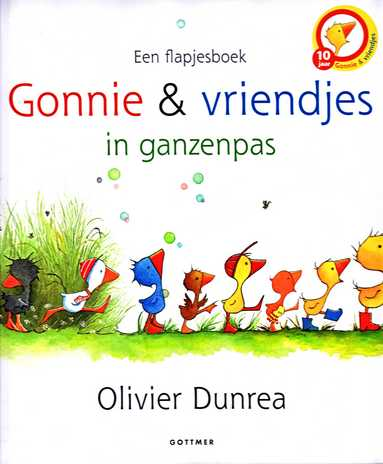 Een flapjesboek
10
jaar
Gonnie & vriendjes
Gonnie & vriendjes
in ganzenpas
Olivier Dunrea
GOTTMER